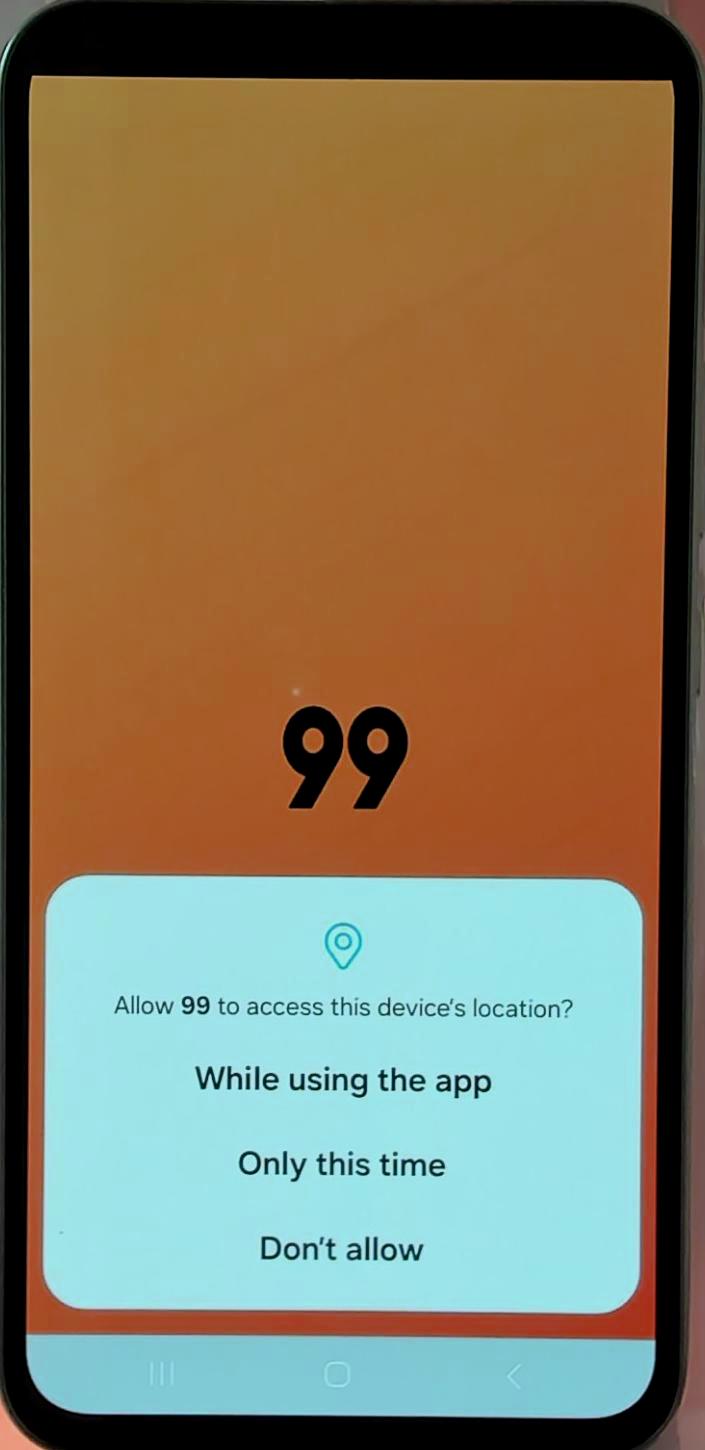 99
Allow 99 to access this device's location?
While using the app
Only this time
Don't allow